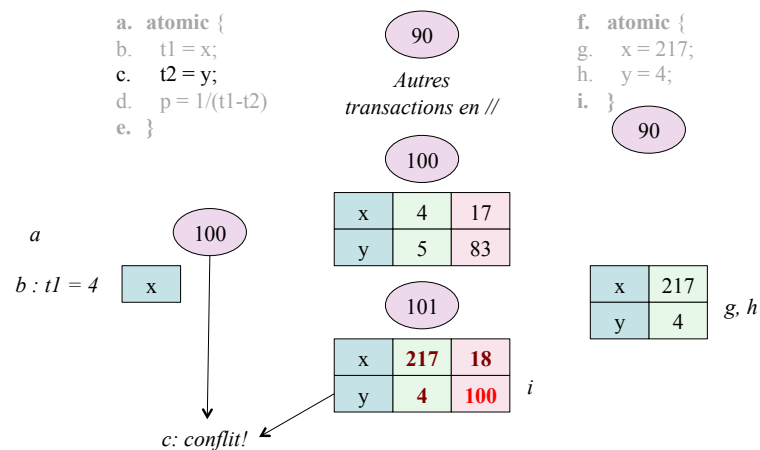 a. atomic {
b. t1 = x;
c. t2 = y;
d. p = 1/(t1-t2)
e. }
90
Autres
transactions en //
f. atomic {
g. x = 217;
h. y = 4;
i. }
90
100
x 4 17
y 5 83
a
100
b : t1 = 4 x
101
x 217 18
y 4 100
i
x 217
y 4
g, h
c: conflit!